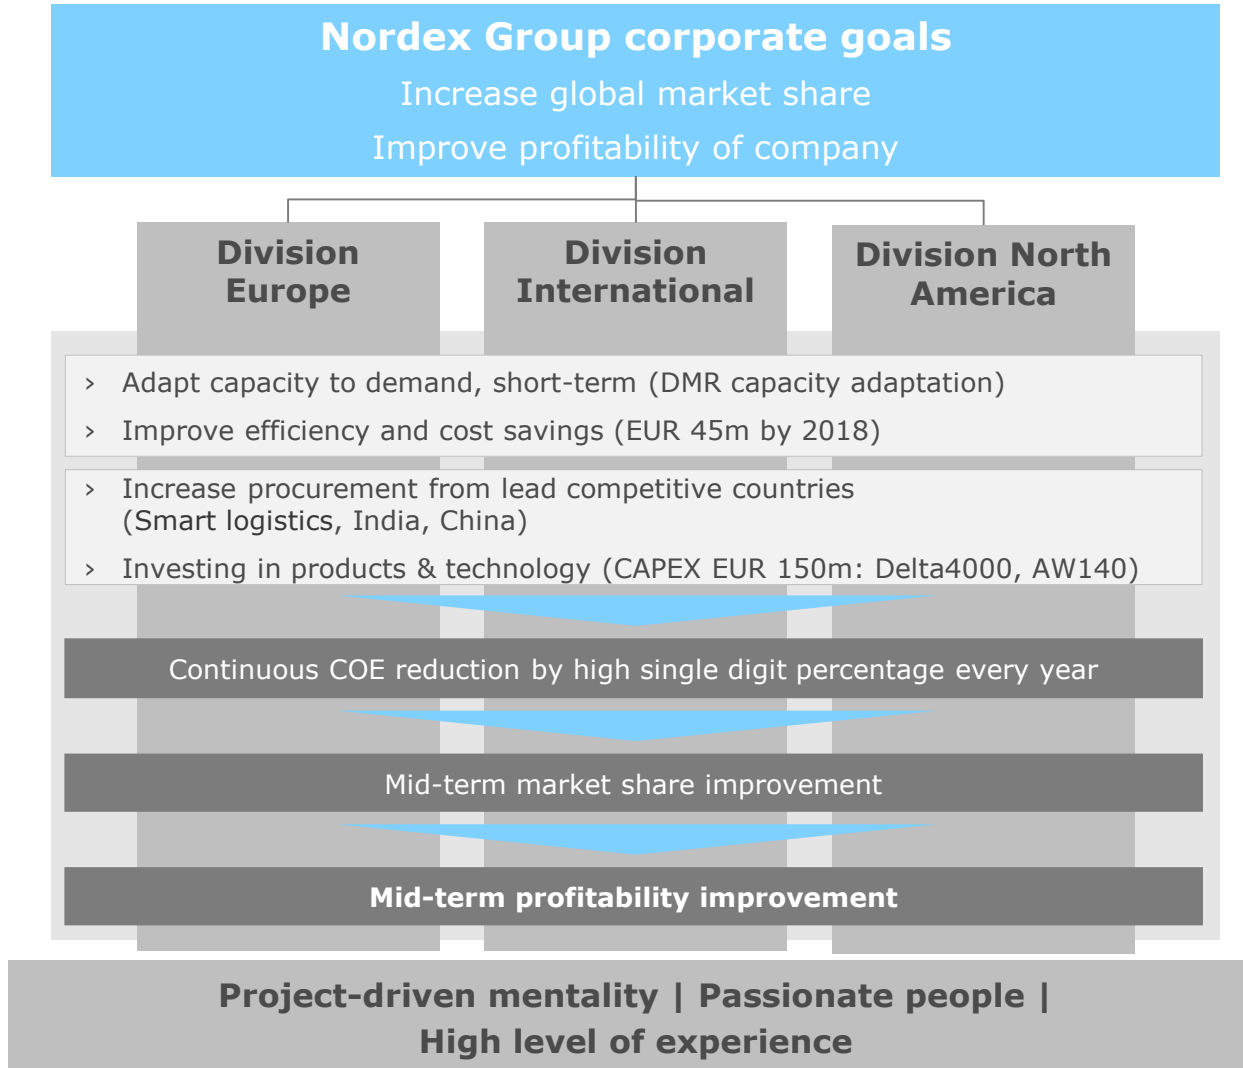 Nordex Group corporate goals
Increase global market share
Improve profitability of company
Division
Europe
Division
International
Division North
America
› Adapt capacity to demand, short-term (DMR capacity adaptation)
› Improve efficiency and cost savings (EUR 45m by 2018)
› Increase procurement from lead competitive countries
(Smart logistics, India, China)
› Investing in products & technology (CAPEX EUR 150m: Delta4000, AW140)
Continuous COE reduction by high single digit percentage every year
Mid-term market share improvement
Mid-term profitability improvement
Project-driven mentality | Passionate people |
High level of experience